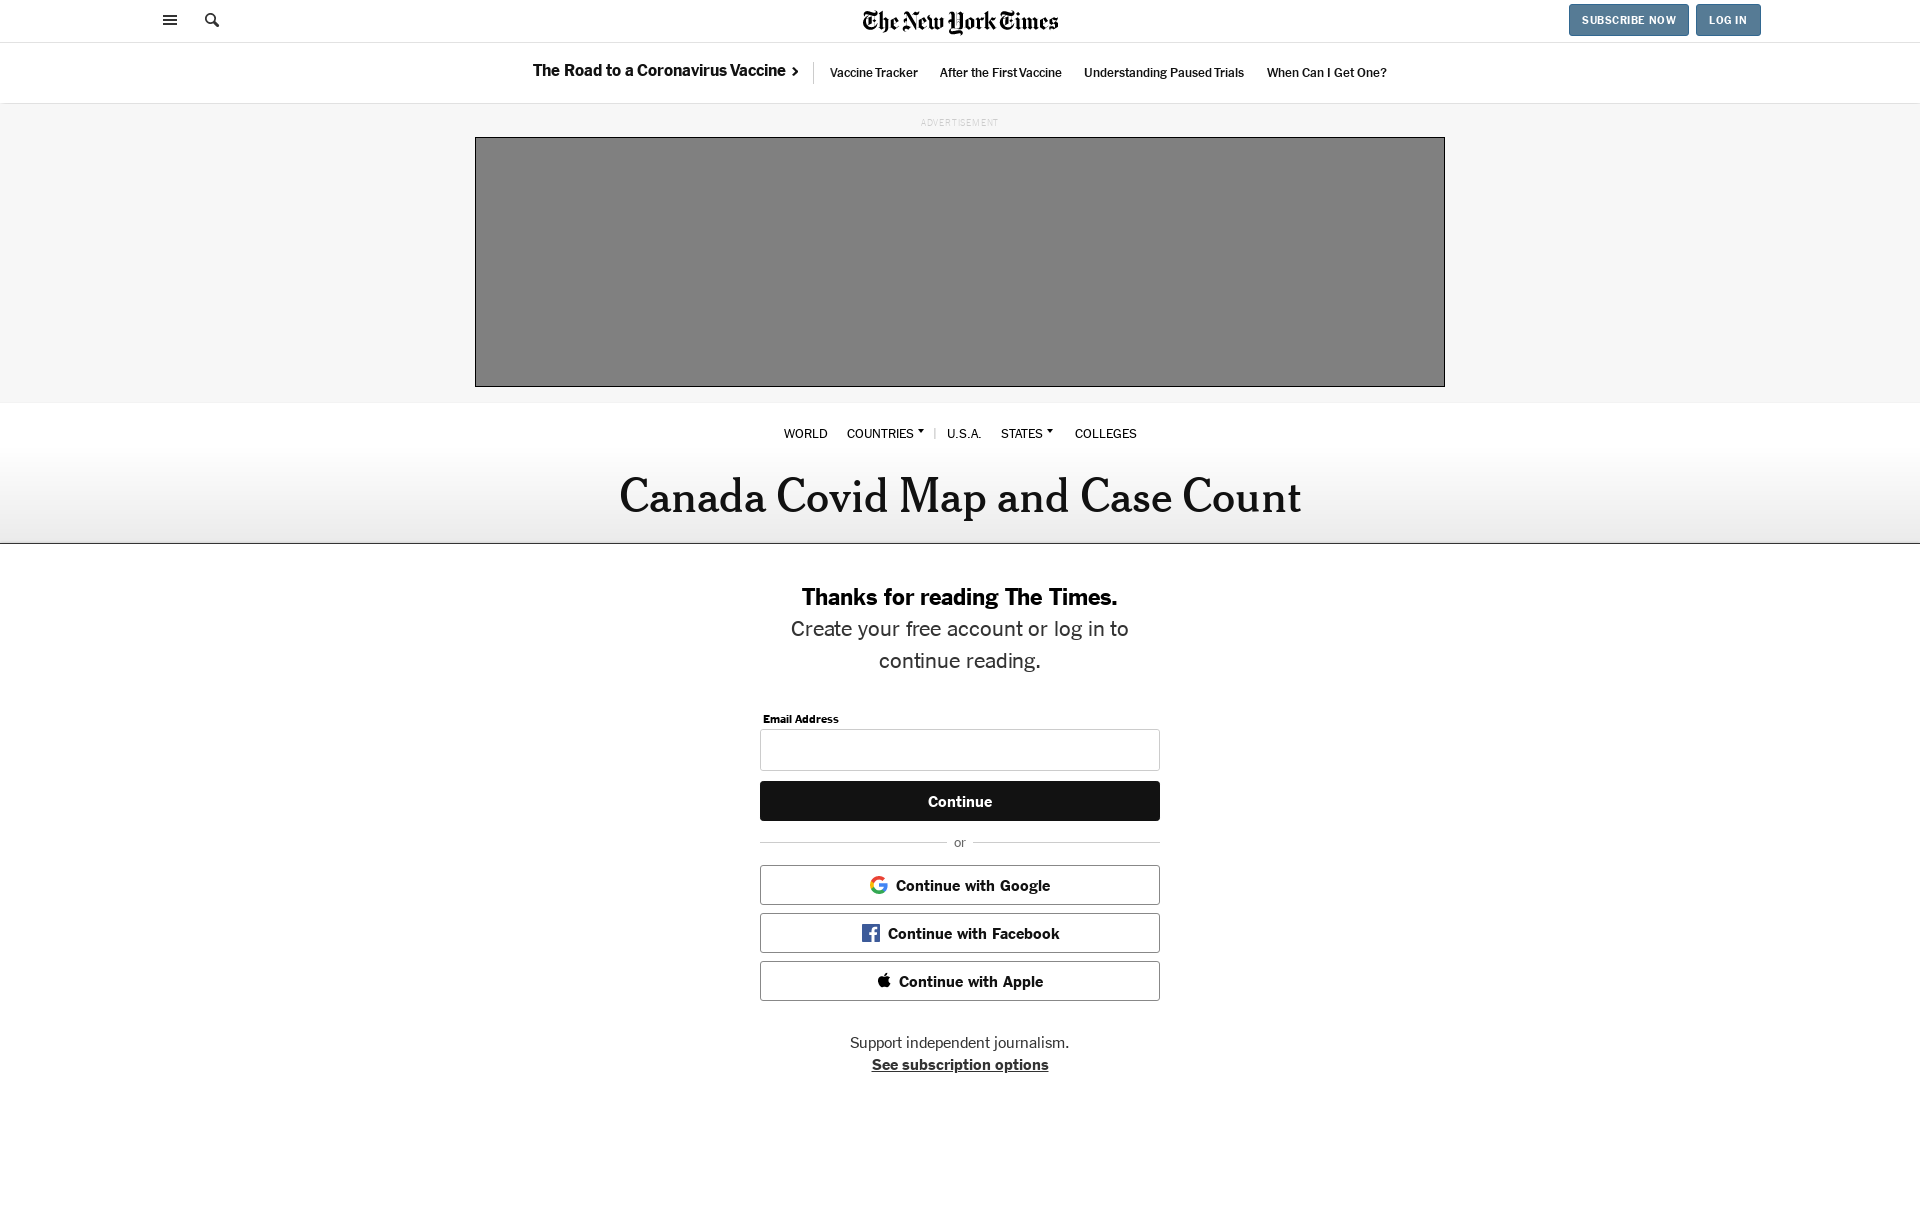 The New York Times
SUBSCRIBE NOW
LOG IN
The Road to a Coronavirus Vaccine
Vaccine Tracker
After the First Vaccine
Understanding Paused Trials
When Can I Get One?
ADVERTISEMENT
WORLD
COUNTRIES
U.S.A.
STATES
COLLEGES
Canada Covid Map and Case Count
Thanks for reading The Times.
Create your free account or log in to
continue reading.
Email Address
Continue
or
Continue with Google
Continue with Facebook
Continue with Apple
Support independent journalism.
See subscription options